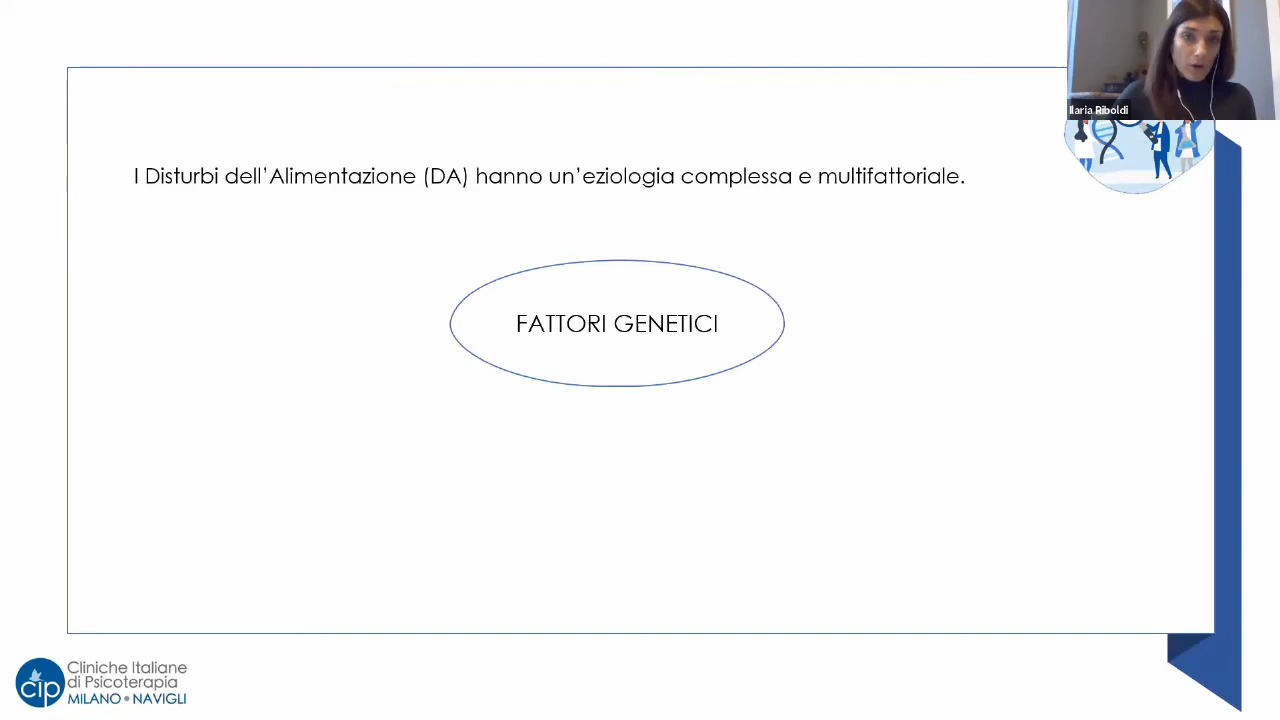 Ilaria Riboldi
I Disturbi dell'Alimentazione (DA) hanno un'eziologia complessa e multifattoriale.
FATTORI GENETICI
cip
Cliniche Italiane
di Psicoterapia
MILANO • NAVIGLI